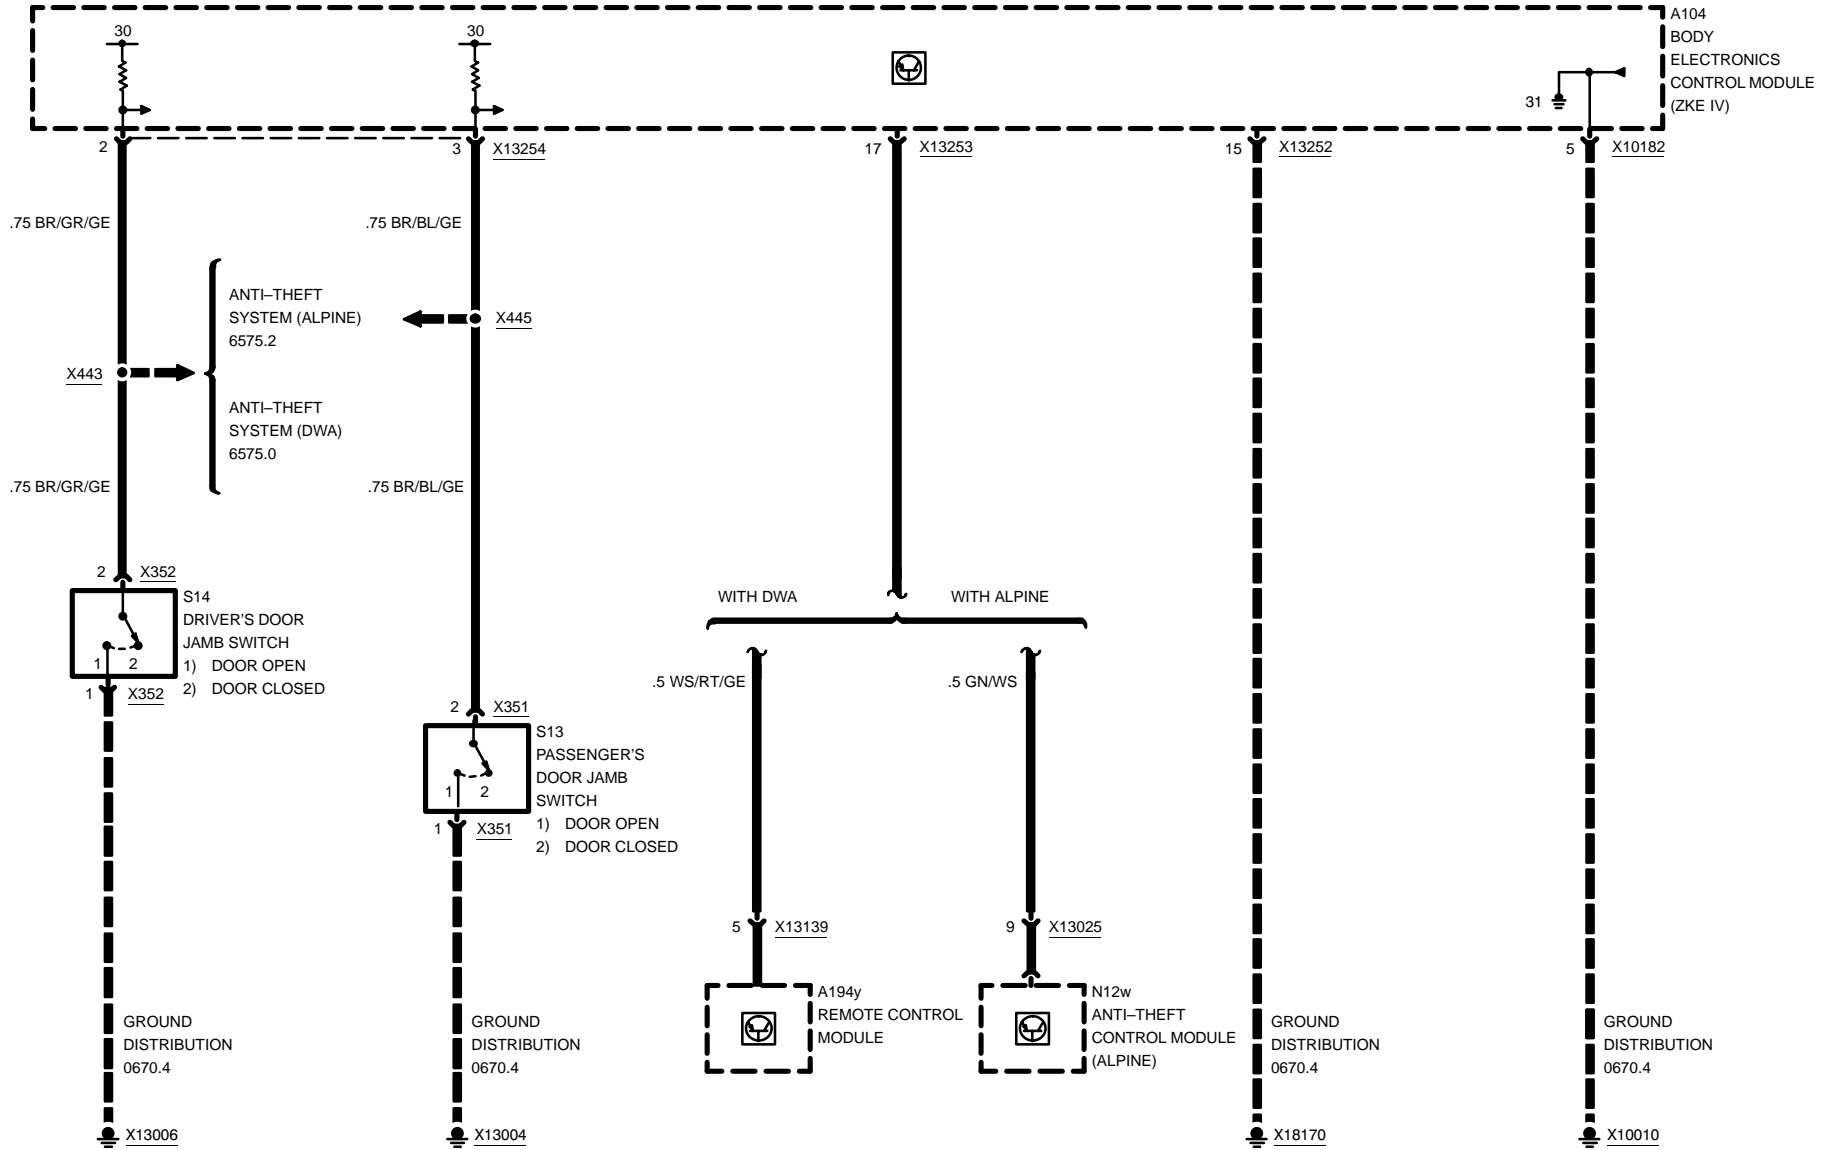 A104
BODY
ELECTRONICS
CONTROL MODULE
(ZKE IV)
30
30
31
2
3
X13254
17
X13253
15
X13252
5
X10182
.75 BR/GR/GE
.75 BR/BL/GE
ANTI–THEFT
SYSTEM (ALPINE)
6575.2
X445
X443
ANTI–THEFT
SYSTEM (DWA)
6575.0
.75 BR/GR/GE
.75 BR/BL/GE
2
X352
S14
DRIVER'S DOOR
JAMB SWITCH
1) DOOR OPEN
2) DOOR CLOSED
1
2
1
X352
WITH DWA
WITH ALPINE
.5 WS/RT/GE
.5 GN/WS
2
X351
S13
PASSENGER'S
DOOR JAMB
SWITCH
1) DOOR OPEN
2) DOOR CLOSED
1
2
1
X351
5
X13139
9
X13025
A194y
REMOTE CONTROL
MODULE
N12w
ANTI–THEFT
CONTROL MODULE
(ALPINE)
GROUND
DISTRIBUTION
0670.4
GROUND
DISTRIBUTION
0670.4
GROUND
DISTRIBUTION
0670.4
GROUND
DISTRIBUTION
0670.4
X13006
X13004
X18170
X10010